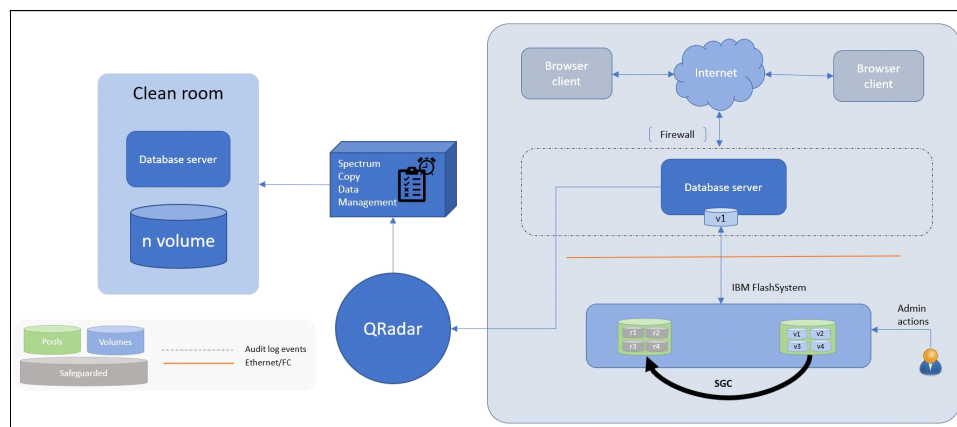 Clean room
Database server
n volume
Spectrum
Copy
Data
Management
QRadar
Pools
Volumes
Safeguarded
Audit log events
Ethernet/FC
Browser
client
Internet
Browser
client
Firewall
Database server
v1
IBM FlashSystem
r1 r2
r3 r4
v1 v2
v3 v4
SGC
Admin
actions